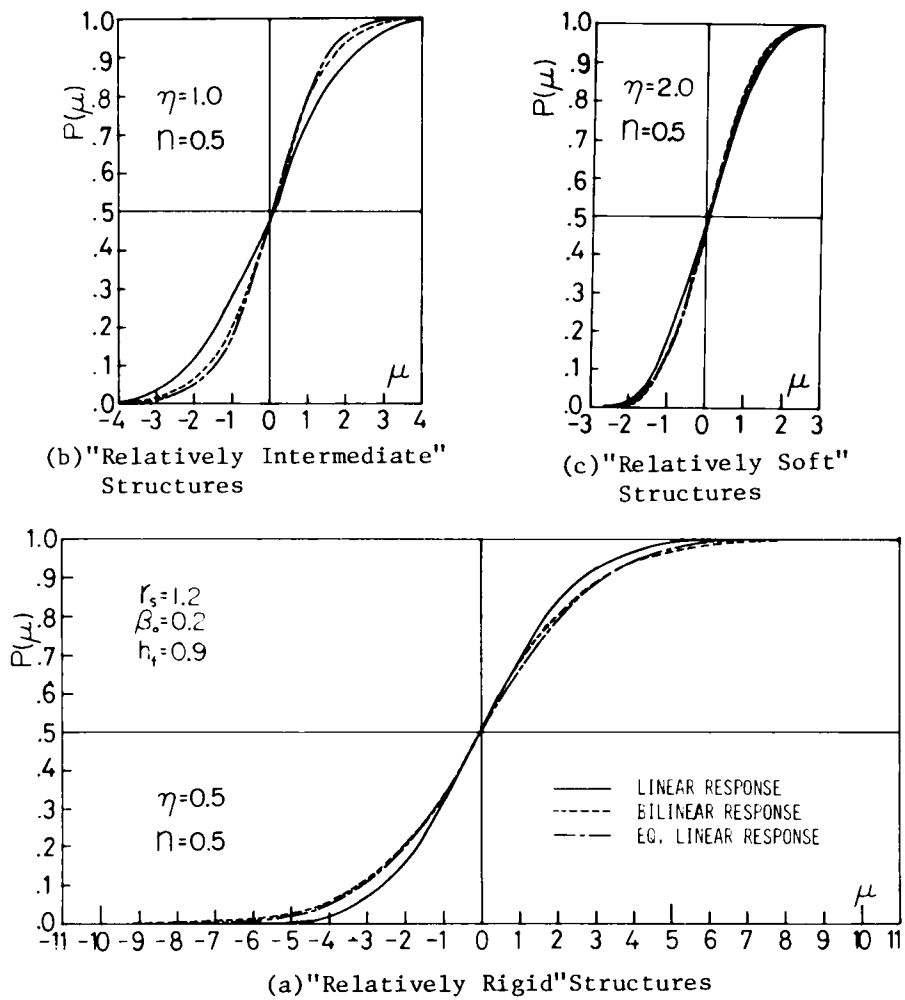 1.0
.9
.8
.7
.6
.5
.4
.3
.2
.1
.0
P(μ)
η=1.0
n=0.5
μ
-4 -3 -2 -1 0 1 2 3 4
(b)"Relatively Intermediate"
Structures
1.0
.9
.8
.7
.6
.5
.4
.3
.2
.1
.0
P(μ)
η=2.0
n=0.5
μ
-3 -2 -1 0 1 2 3
(c)"Relatively Soft"
Structures
1.0
.9
.8
.7
.6
.5
.4
.3
.2
.1
.0
P(μ)
rₛ=1.2
βₒ=0.2
hₜ=0.9
η=0.5
n=0.5
LINEAR RESPONSE
BILINEAR RESPONSE
EQ. LINEAR RESPONSE
μ
-11 -10 -9 -8 -7 -6 -5 -4 -3 -2 -1 0 1 2 3 4 5 6 7 8 9 10 11
(a)"Relatively Rigid"Structures